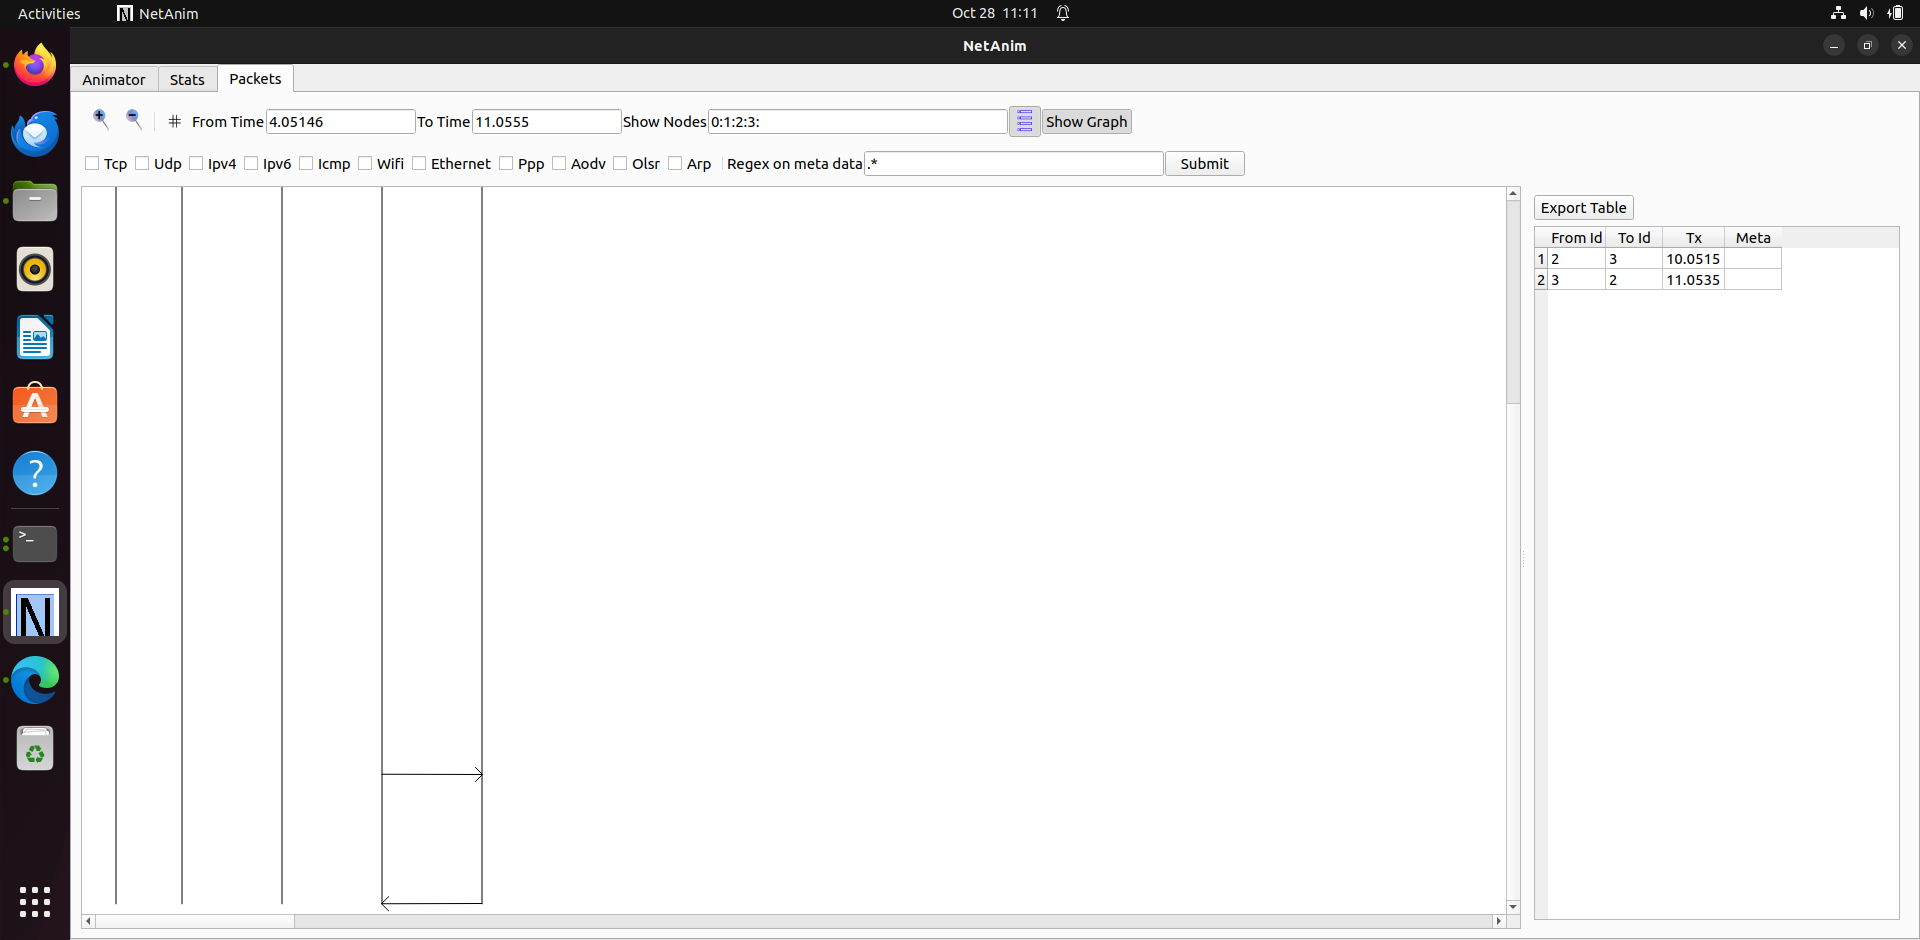 Activities NetAnim Oct 28 11:11
NetAnim
Animator Stats Packets
From Time 4.05146 To Time 11.0555 Show Nodes 0:1:2:3: Show Graph
Tcp Udp Ipv4 Ipv6 Icmp Wifi Ethernet Ppp Aodv Olsr Arp Regex on meta data .* Submit
Export Table
From Id To Id Tx Meta
1 2 3 10.0515
2 3 2 11.0535